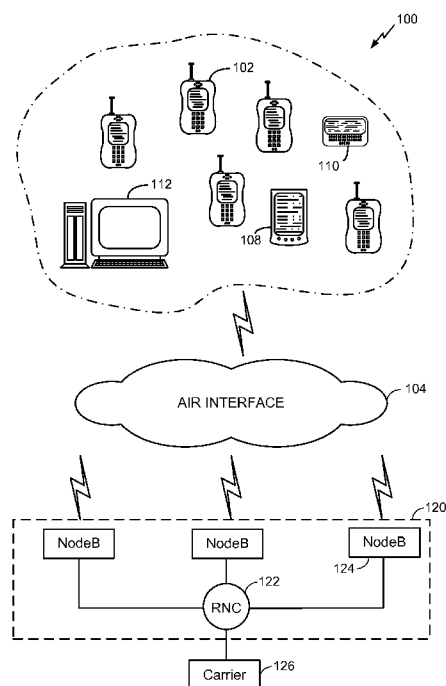 100
102
110
112
108
AIR INTERFACE
104
120
NodeB
NodeB
NodeB
124
122
RNC
Carrier
126